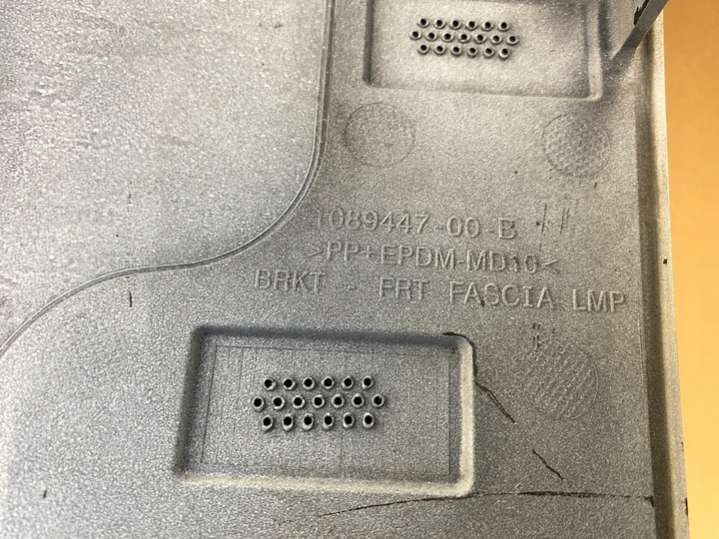 1089447-00-B
>PP+EPDM-MD10<
BRKT - FRT FASCIA LMP